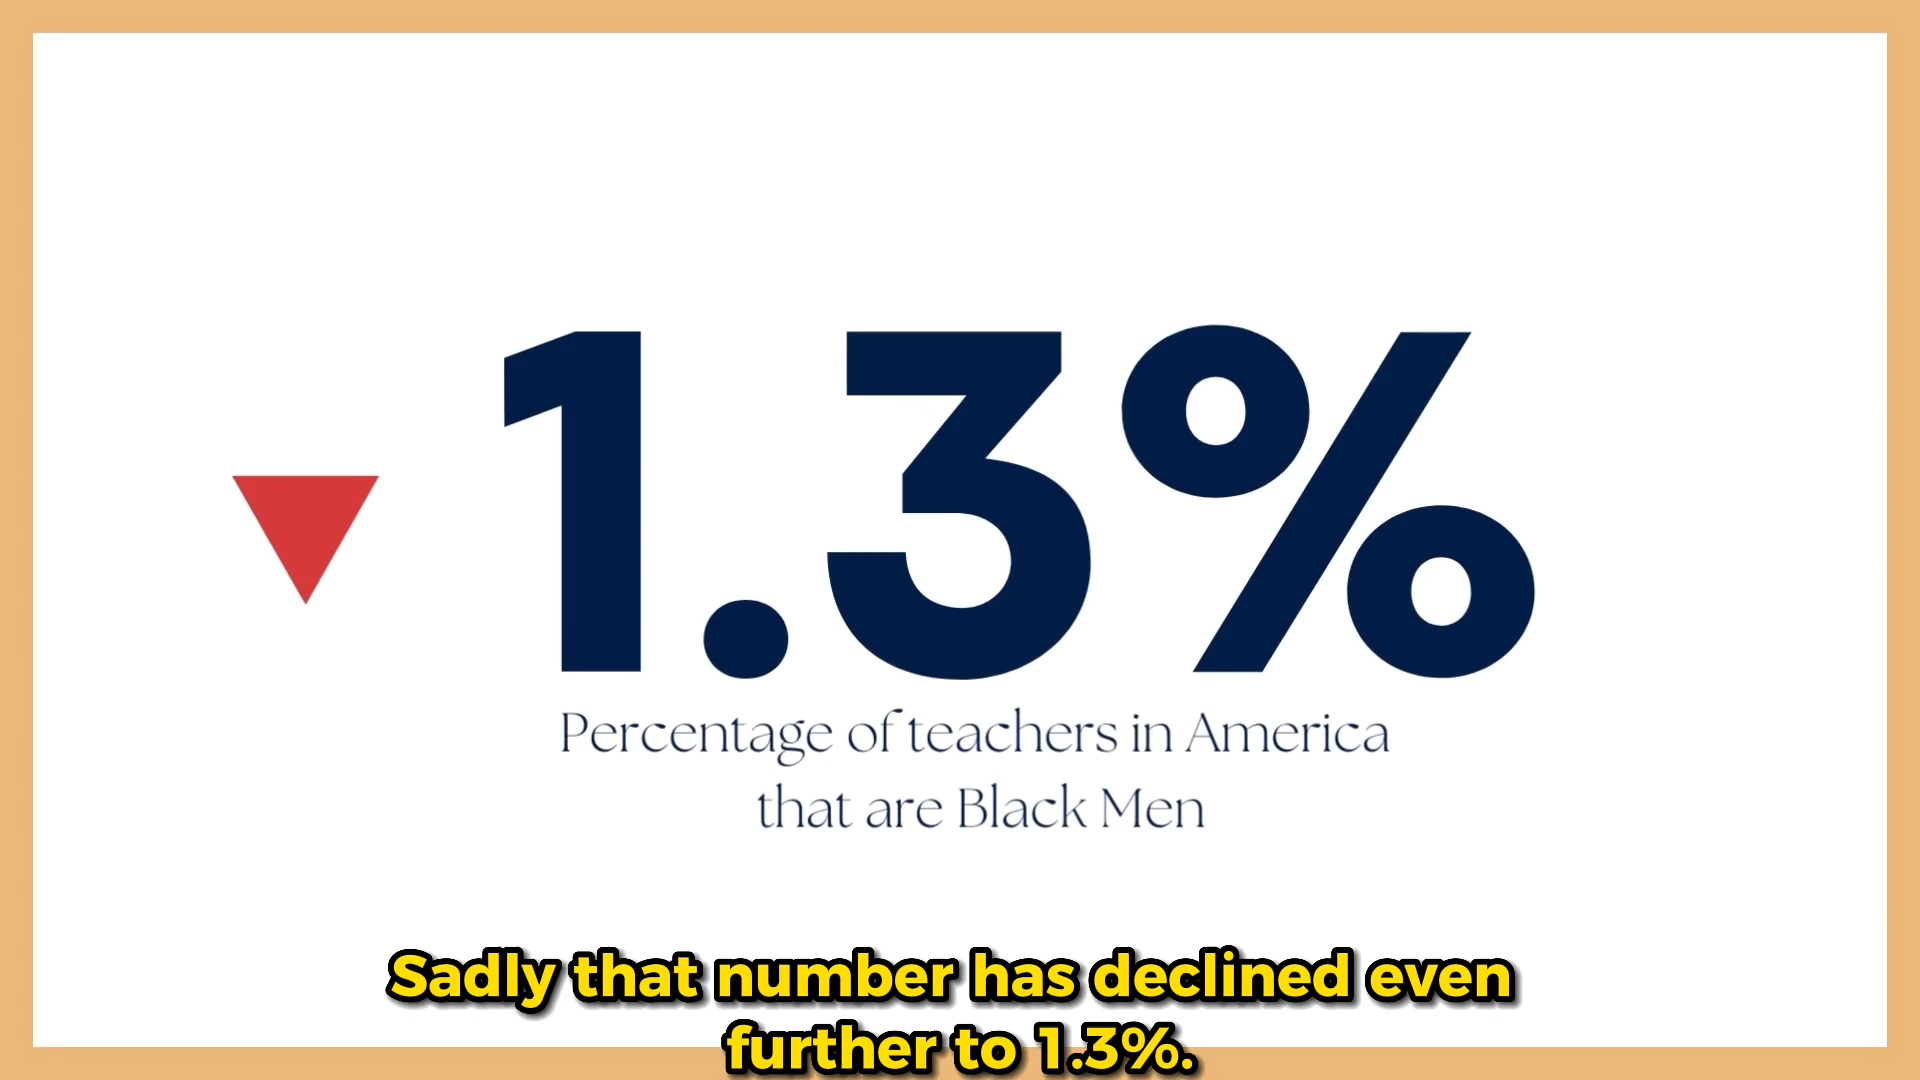 1.3%
Percentage of teachers in America
that are Black Men
Sadly that number has declined even
further to 1.3%.